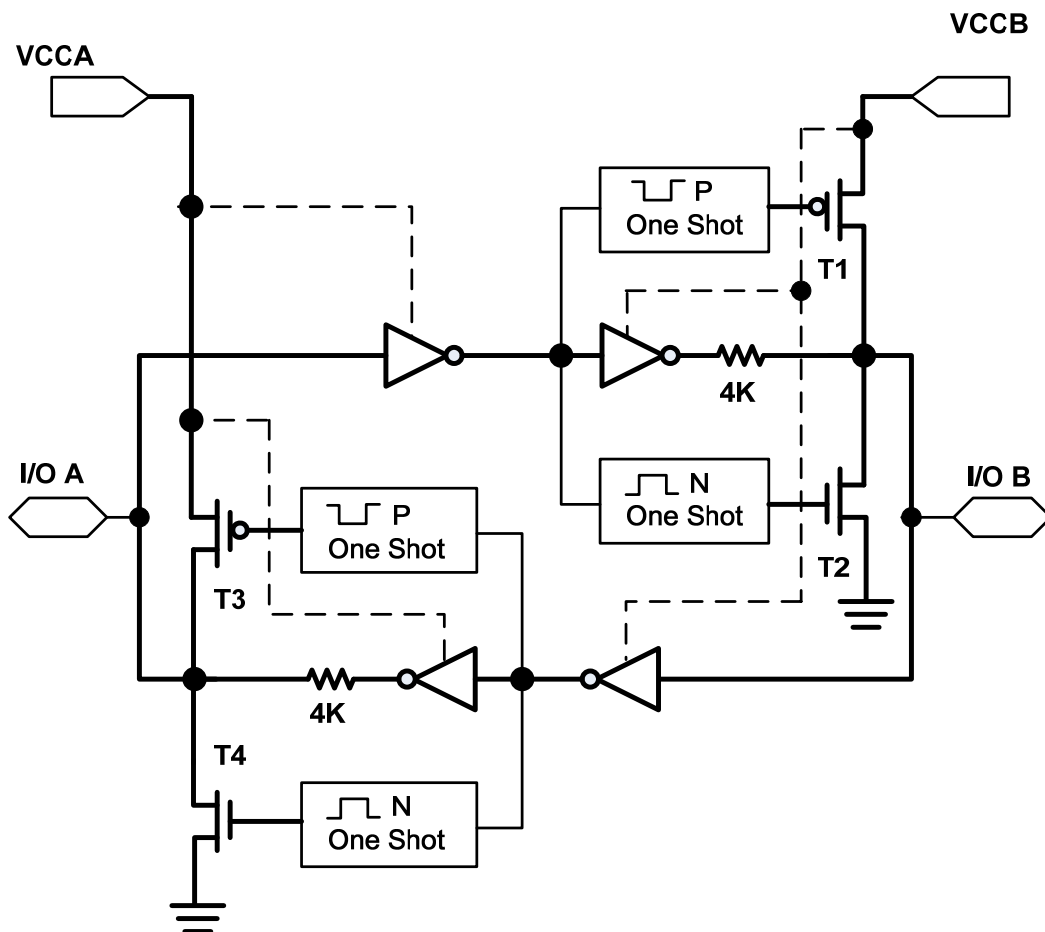 VCCB
VCCA
P
One Shot
T1
4K
I/O A
N
One Shot
I/O B
P
One Shot
T2
T3
4K
T4
N
One Shot